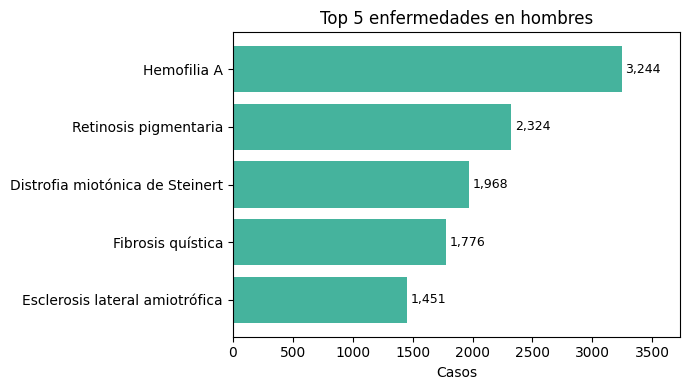 Top 5 enfermedades en hombres
Hemofilia A
3,244
Retinosis pigmentaria
2,324
Distrofia miotónica de Steinert
1,968
Fibrosis quística
1,776
Esclerosis lateral amiotrófica
1,451
0 500 1000 1500 2000 2500 3000 3500
Casos